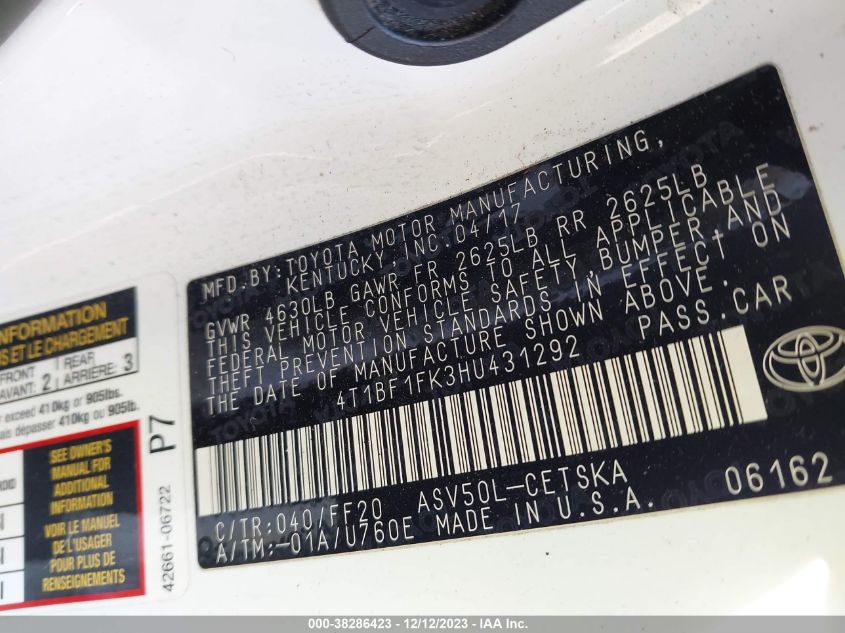 MFD.BY:TOYOTA MOTOR MANUFACTURING,
KENTUCKY, INC.04/17
GVWR 4630LB GAWR FR 2625LB RR 2625LB
THIS VEHICLE CONFORMS TO ALL APPLICABLE
FEDERAL MOTOR VEHICLE SAFETY,BUMPER,AND
THEFT PREVENTION STANDARDS IN EFFECT ON
THE DATE OF MANUFACTURE SHOWN ABOVE.
4T1BF1FK3HU431292 PASS.CAR
C/TR:040/FF20 ASV50L-CETSKA 06162
A/TM:-01A/U760E MADE IN U.S.A.
TOYOTA
INFORMATION
ET LE CHARGEMENT
FRONT
AVANT: 2
REAR
ARRIÈRE: 3
exceed 410kg or 905lbs.
dépasser 410kg or 905lb.
SEE OWNER'S
MANUAL FOR
ADDITIONAL
INFORMATION
VOIR LE MANUEL
DE L'USAGER
POUR PLUS DE
RENSEIGNEMENTS
P7
42661-06722
000-38286423 - 12/12/2023 - IAA Inc.